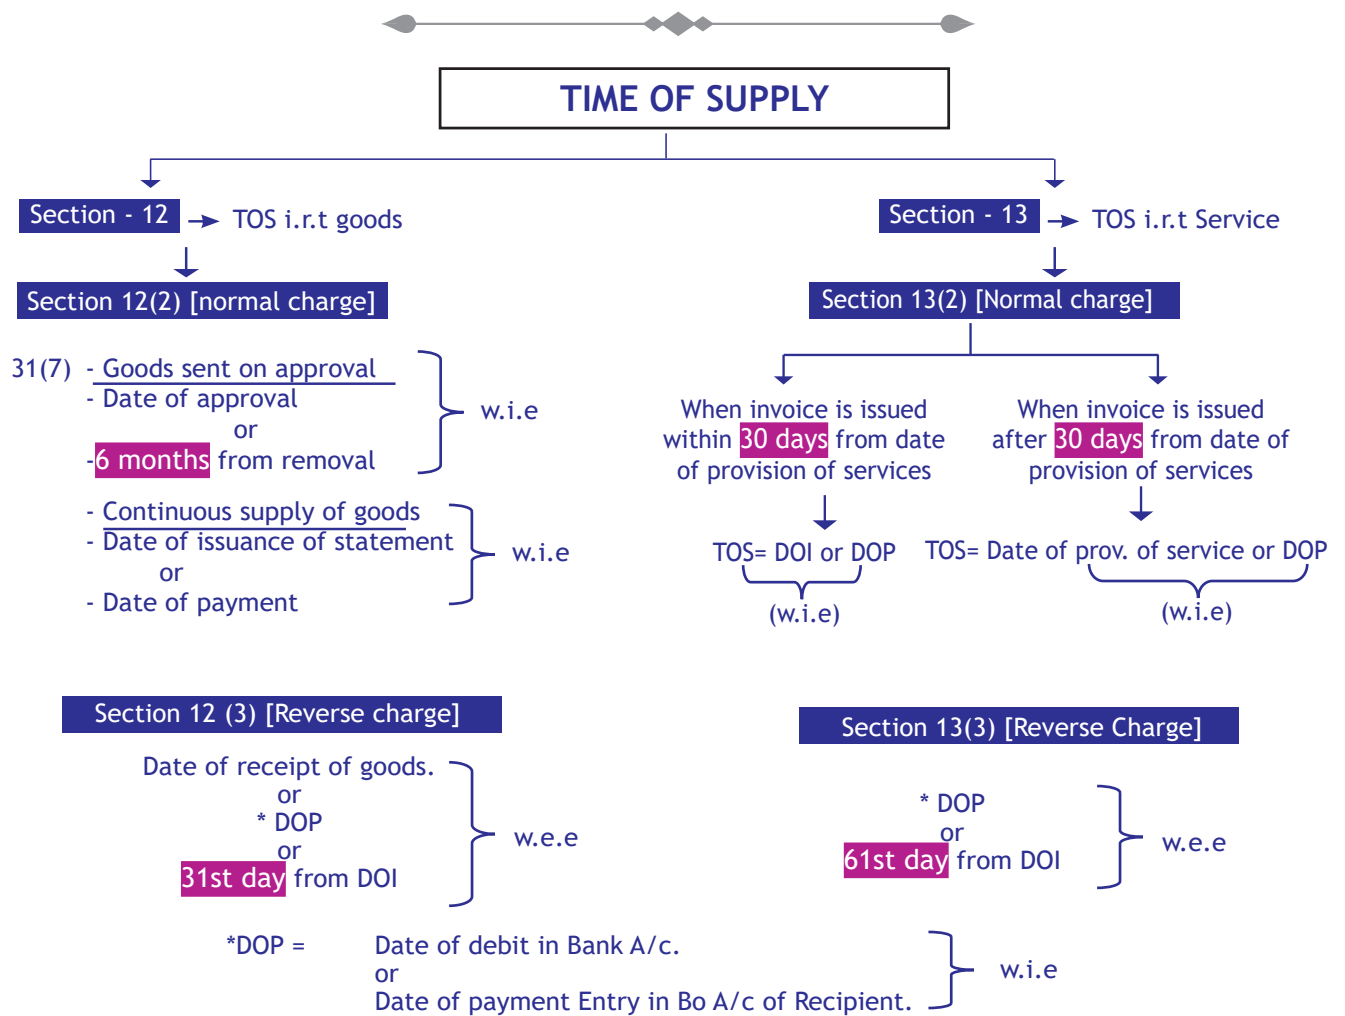 TIME OF SUPPLY
Section - 12
TOS i.r.t goods
Section 12(2) [normal charge]
31(7) - Goods sent on approval
- Date of approval
or
-6 months from removal
w.i.e
- Continuous supply of goods
- Date of issuance of statement
or
- Date of payment
w.i.e
Section - 13
TOS i.r.t Service
Section 13(2) [Normal charge]
When invoice is issued
within 30 days from date
of provision of services
TOS= DOI or DOP
(w.i.e)
When invoice is issued
after 30 days from date of
provision of services
TOS= Date of prov. of service or DOP
(w.i.e)
Section 12 (3) [Reverse charge]
Date of receipt of goods.
or
* DOP
or
31st day from DOI
w.e.e
Section 13(3) [Reverse Charge]
* DOP
or
61st day from DOI
w.e.e
*DOP = Date of debit in Bank A/c.
or
Date of payment Entry in Bo A/c of Recipient.
w.i.e